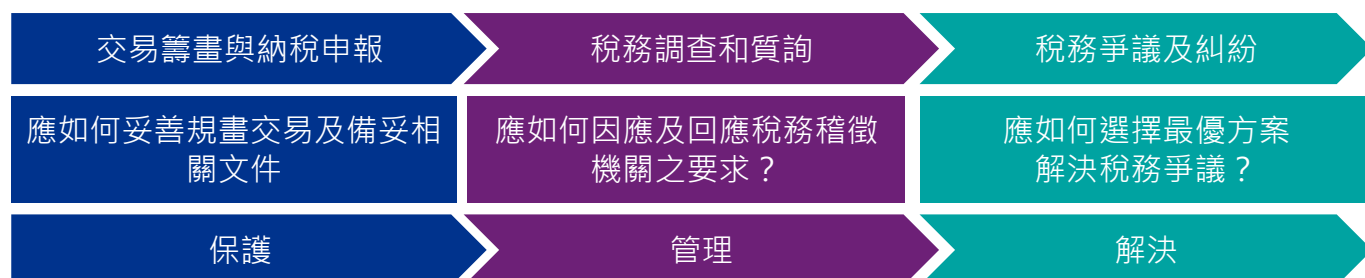 交易籌畫與納稅申報
稅務調查和質詢
稅務爭議及糾紛
應如何妥善規畫交易及備妥相
關文件
應如何因應及回應稅務稽徵
機關之要求？
應如何選擇最優方案
解決稅務爭議？
保護
管理
解決